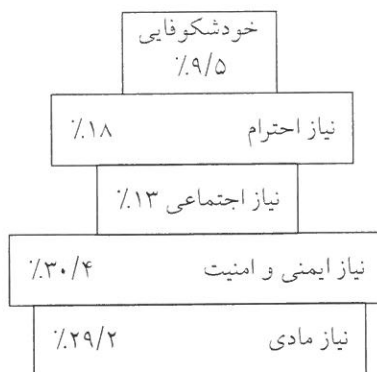 خودشکوفایی
٪۹/۵
نیاز احترام ٪۱۸
نیاز اجتماعی ٪۱۳
نیاز ایمنی و امنیت ٪۳۰/۴
نیاز مادی ٪۲۹/۲